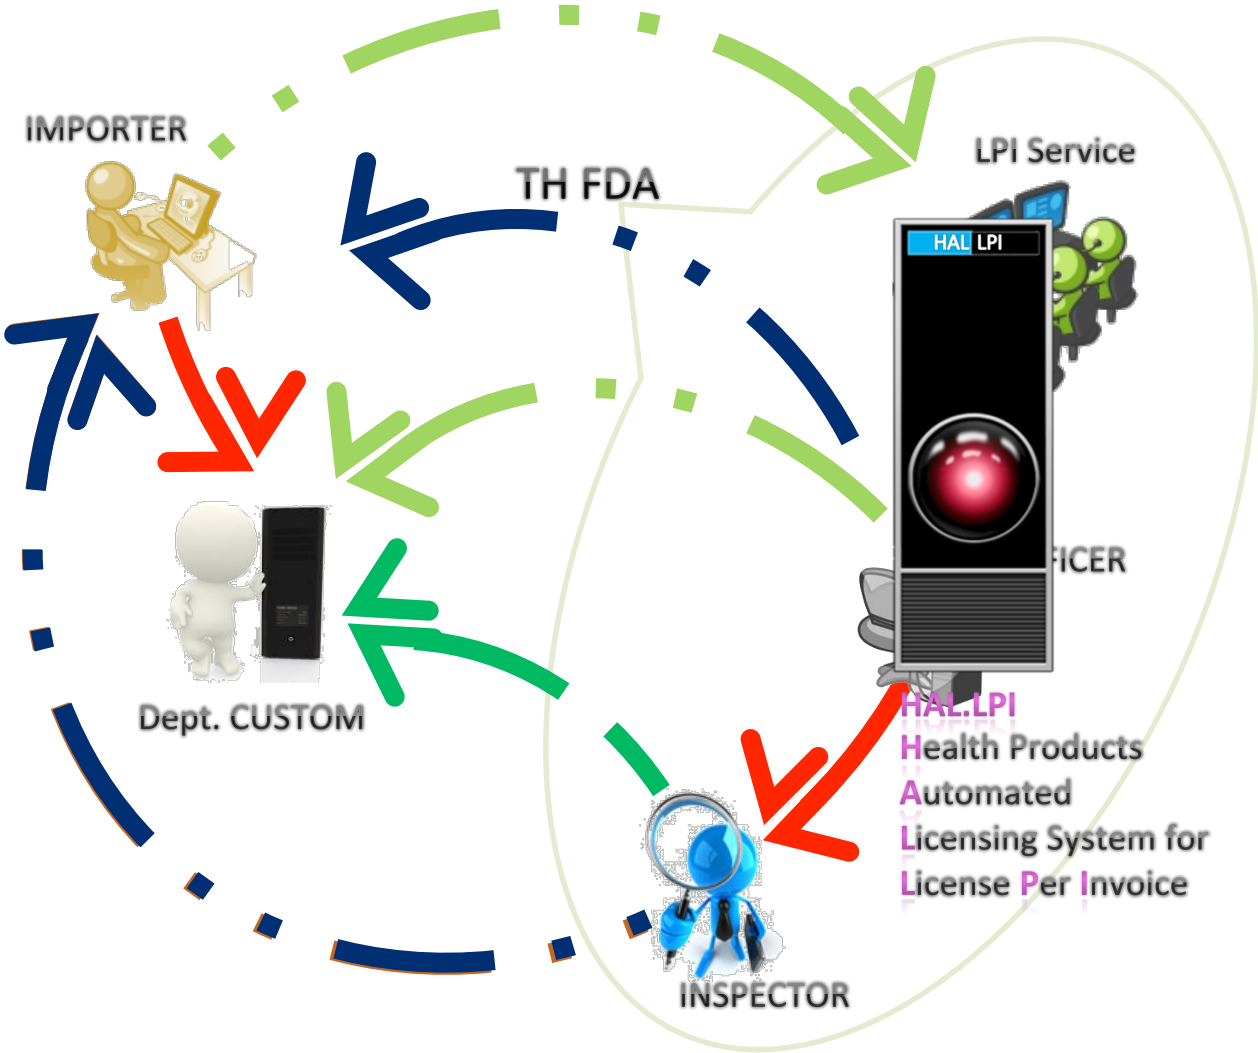 IMPORTER
TH FDA
LPI Service
HAL LPI
FICER
Dept. CUSTOM
HAL.LPI
Health Products
Automated
Licensing System for
License Per Invoice
INSPECTOR